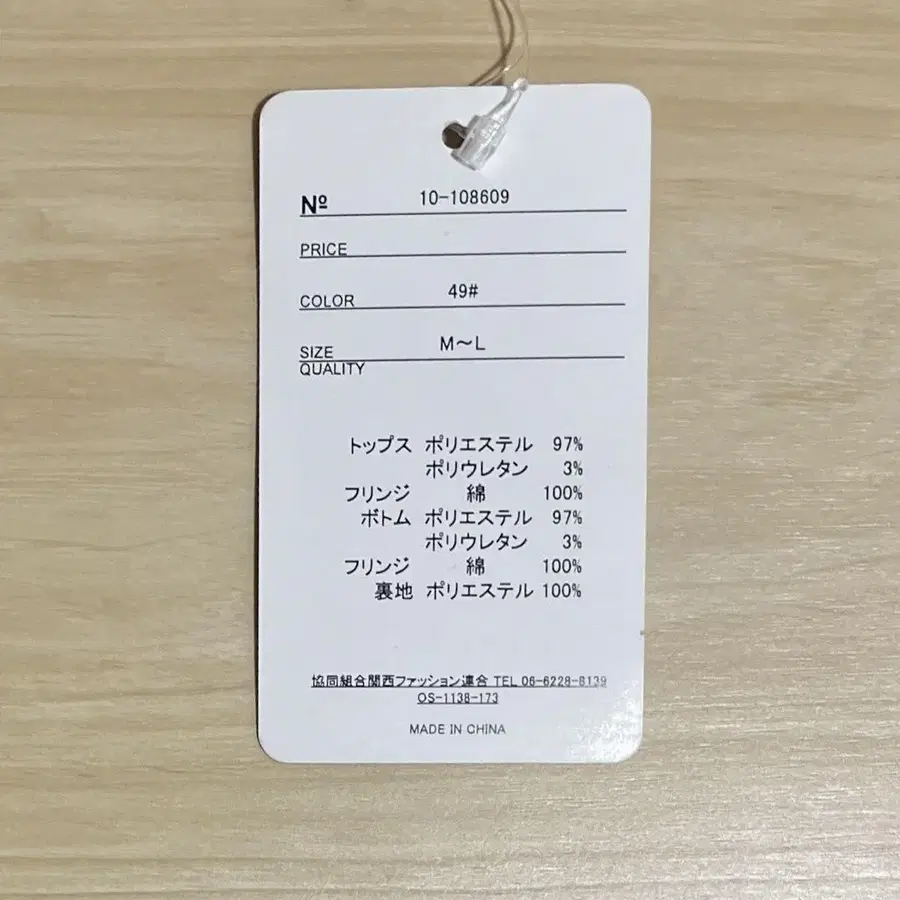 № 10-108609
PRICE
COLOR 49#
SIZE M～L
QUALITY
トップス ポリエステル 97%
ポリウレタン 3%
フリンジ 綿 100%
ボトム ポリエステル 97%
ポリウレタン 3%
フリンジ 綿 100%
裏地 ポリエステル 100%
協同組合関西ファッション連合 TEL 06-6228-6139
OS-1138-173
MADE IN CHINA